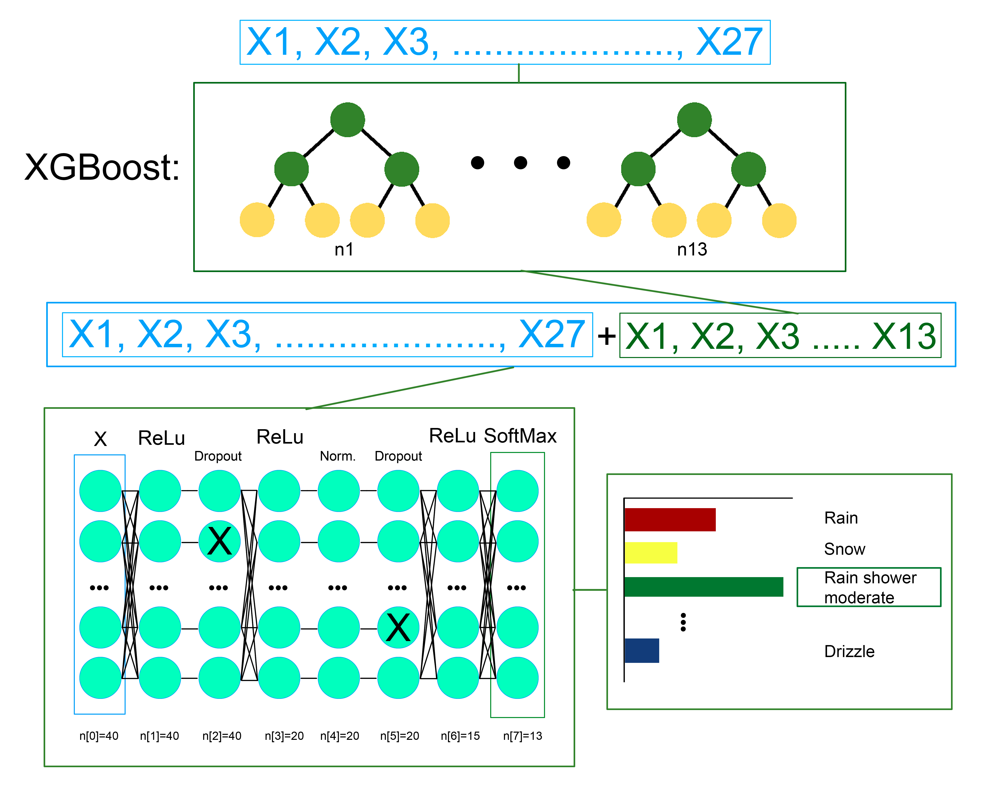 X1, X2, X3, ...................., X27
XGBoost:
n1
n13
X1, X2, X3, ...................., X27 + X1, X2, X3 ..... X13
X
ReLu
Dropout
ReLu
Norm.
Dropout
ReLu
SoftMax
X
X
n[0]=40
n[1]=40
n[2]=40
n[3]=20
n[4]=20
n[5]=20
n[6]=15
n[7]=13
Rain
Snow
Rain shower
moderate
Drizzle